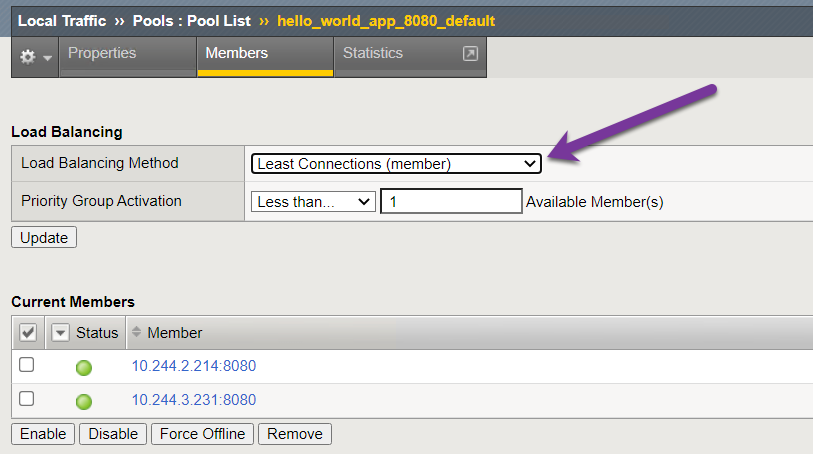 Local Traffic ›› Pools : Pool List ›› hello_world_app_8080_default
Properties Members Statistics
Load Balancing
Load Balancing Method Least Connections (member)
Priority Group Activation Less than... 1 Available Member(s)
Update
Current Members
Status Member
10.244.2.214:8080
10.244.3.231:8080
Enable Disable Force Offline Remove